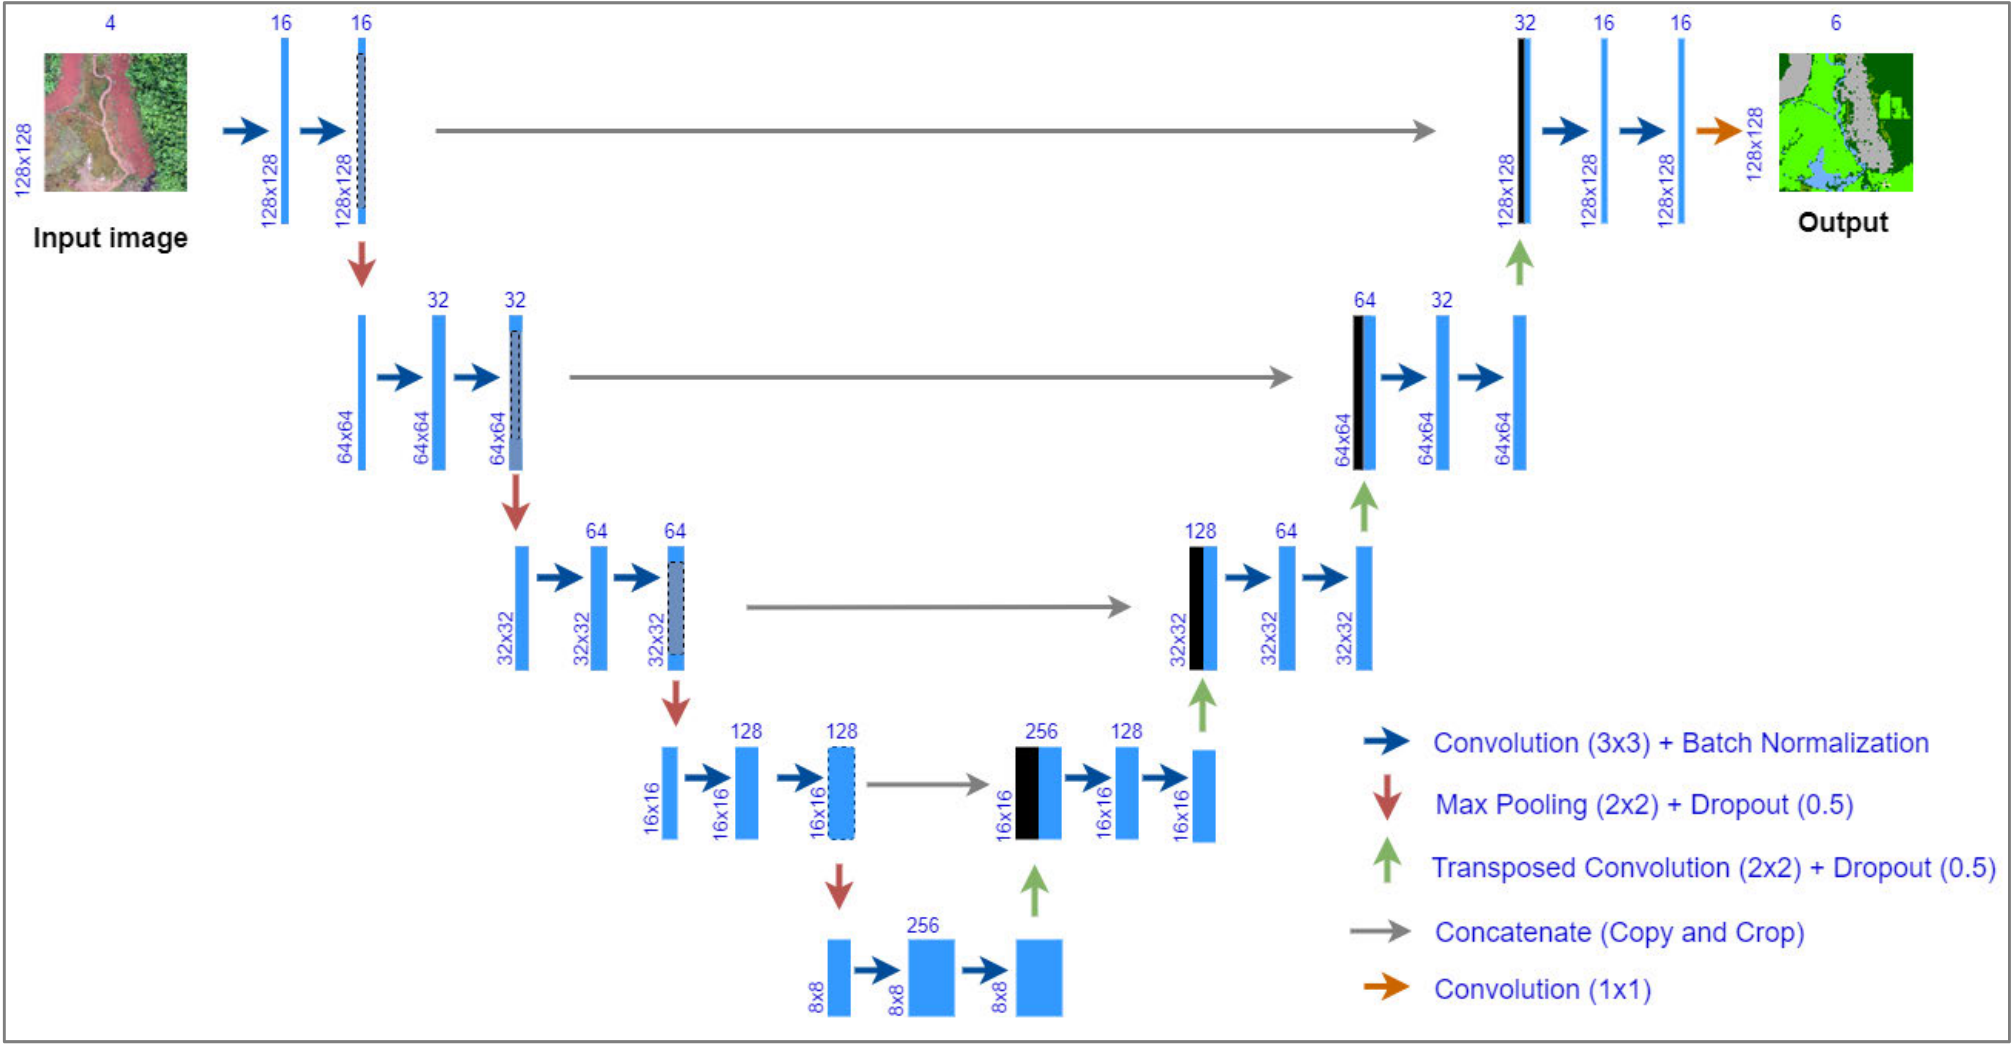 4
16
16
32
16
16
6
128x128
128x128
128x128
128x128
128x128
128x128
128x128
Input image
Output
32
32
64
32
64x64
64x64
64x64
64x64
64x64
64x64
64
64
128
64
32x32
32x32
32x32
32x32
32x32
32x32
128
128
256
128
16x16
16x16
16x16
16x16
16x16
16x16
256
8x8
8x8
8x8
Convolution (3x3) + Batch Normalization
Max Pooling (2x2) + Dropout (0.5)
Transposed Convolution (2x2) + Dropout (0.5)
Concatenate (Copy and Crop)
Convolution (1x1)